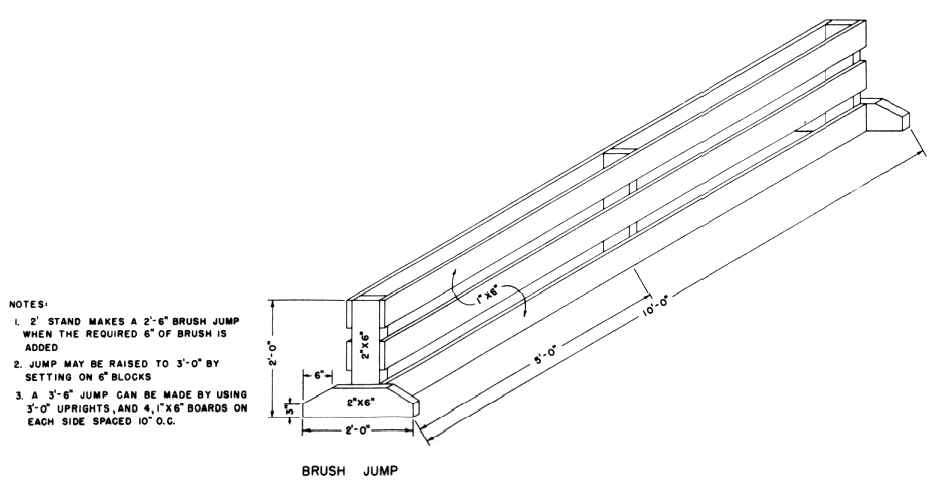 NOTES:
1. 2' STAND MAKES A 2'-6" BRUSH JUMP
WHEN THE REQUIRED 6" OF BRUSH IS
ADDED
2. JUMP MAY BE RAISED TO 3'-0" BY
SETTING ON 6" BLOCKS
3. A 3'-6" JUMP CAN BE MADE BY USING
3'-0" UPRIGHTS, AND 4, 1"X6" BOARDS ON
EACH SIDE SPACED 10" O.C.
2'-0"
6"
3"
2"X6"
2"X6"
2'-0"
1"X6"
5'-0"
10'-0"
BRUSH JUMP